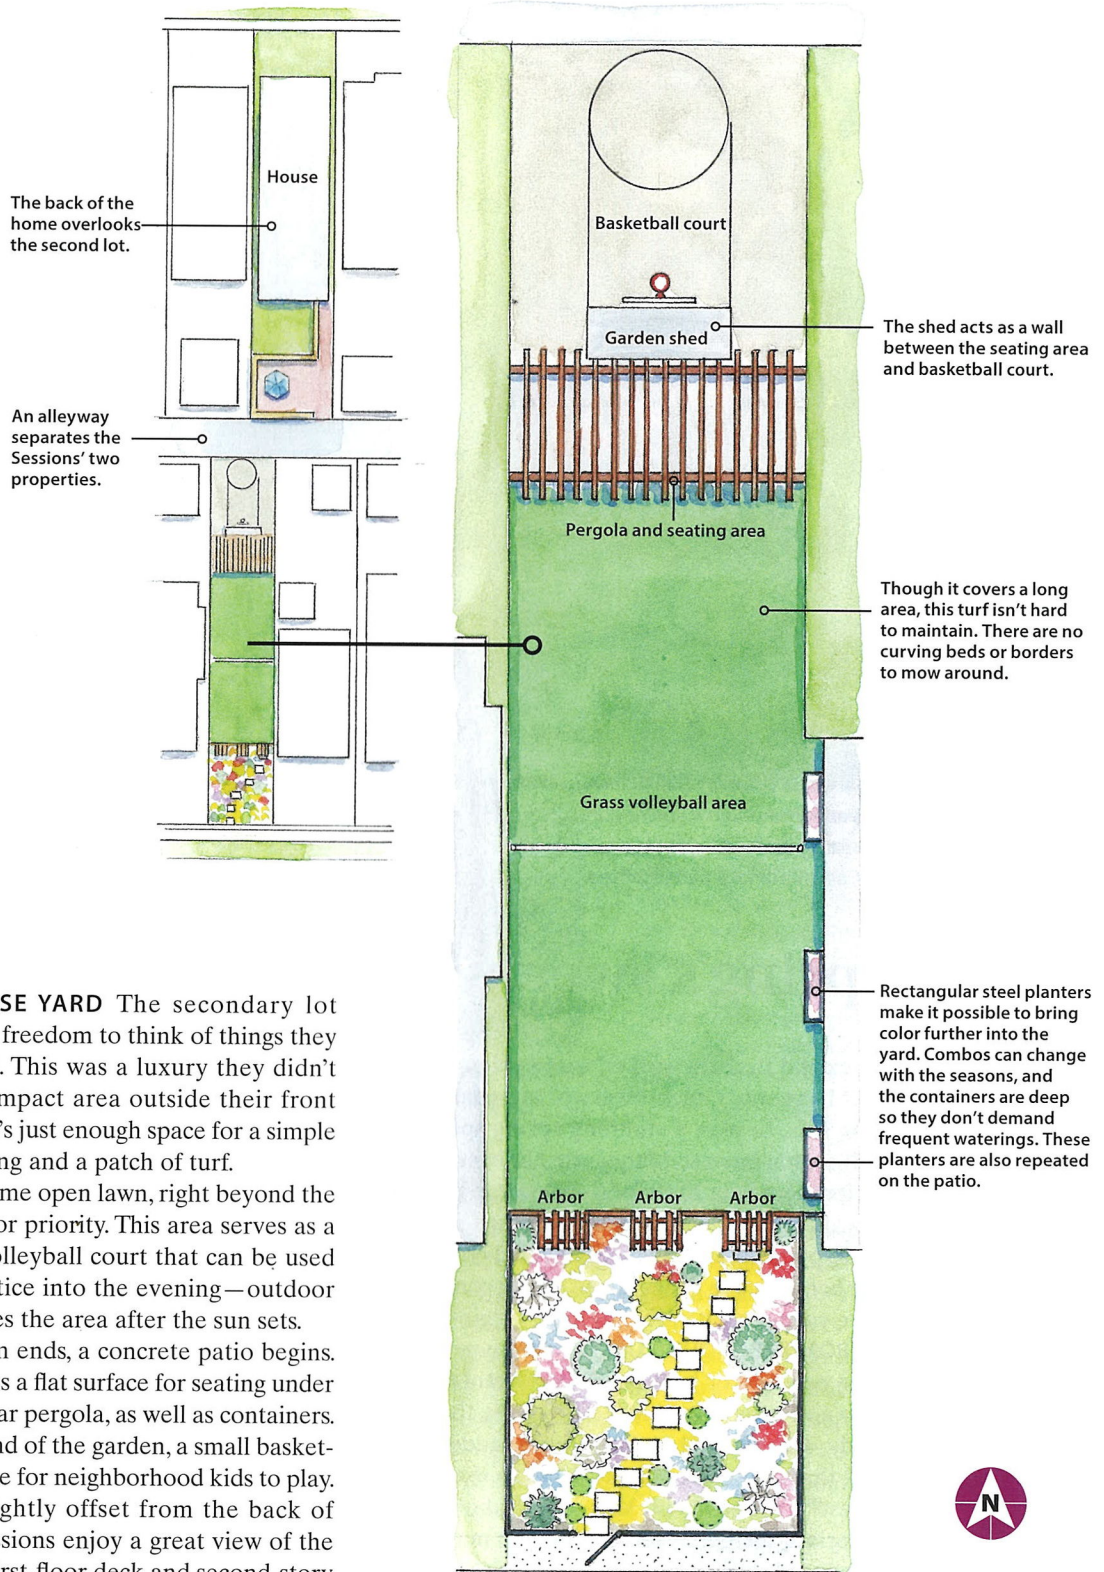 House
The back of the
home overlooks
the second lot.
An alleyway
separates the
Sessions' two
properties.
Basketball court
Garden shed
The shed acts as a wall
between the seating area
and basketball court.
Pergola and seating area
Though it covers a long
area, this turf isn't hard
to maintain. There are no
curving beds or borders
to mow around.
Grass volleyball area
Rectangular steel planters
make it possible to bring
color further into the
yard. Combos can change
with the seasons, and
the containers are deep
so they don't demand
frequent waterings. These
planters are also repeated
on the patio.
Arbor Arbor Arbor
SE YARD The secondary lot
freedom to think of things they
. This was a luxury they didn't
mpact area outside their front
's just enough space for a simple
ng and a patch of turf.
me open lawn, right beyond the
or priority. This area serves as a
olleyball court that can be used
tice into the evening—outdoor
es the area after the sun sets.
n ends, a concrete patio begins.
s a flat surface for seating under
ar pergola, as well as containers.
nd of the garden, a small basket-
e for neighborhood kids to play.
ghtly offset from the back of
ssions enjoy a great view of the
rst-floor deck and second-story
N